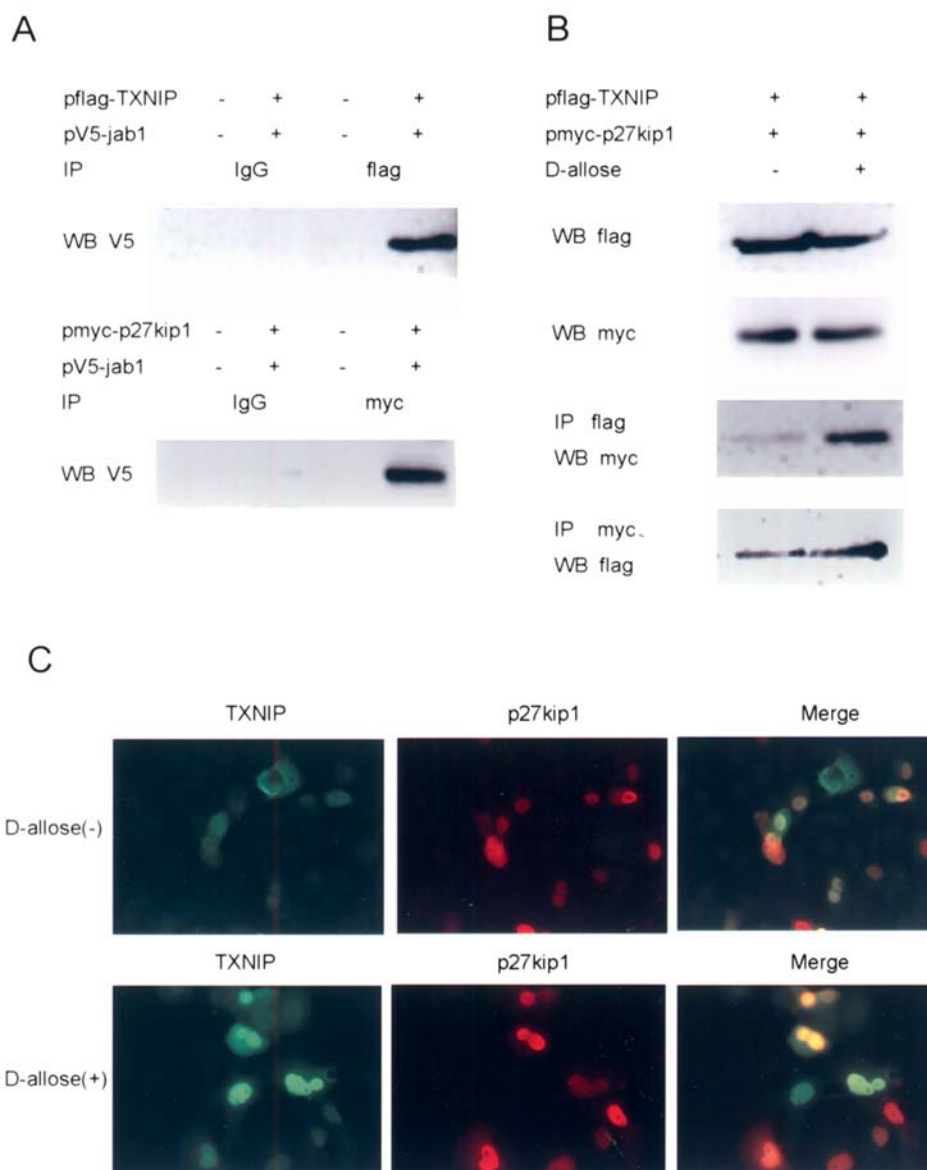 A
pflag-TXNIP - + - +
pV5-jab1 - + - +
IP IgG flag
WB V5
pmyc-p27kip1 - + - +
pV5-jab1 - + - +
IP IgG myc
WB V5
B
pflag-TXNIP + +
pmyc-p27kip1 + +
D-allose - +
WB flag
WB myc
IP flag
WB myc
IP myc
WB flag
C
TXNIP p27kip1 Merge
D-allose(-)
TXNIP p27kip1 Merge
D-allose(+)